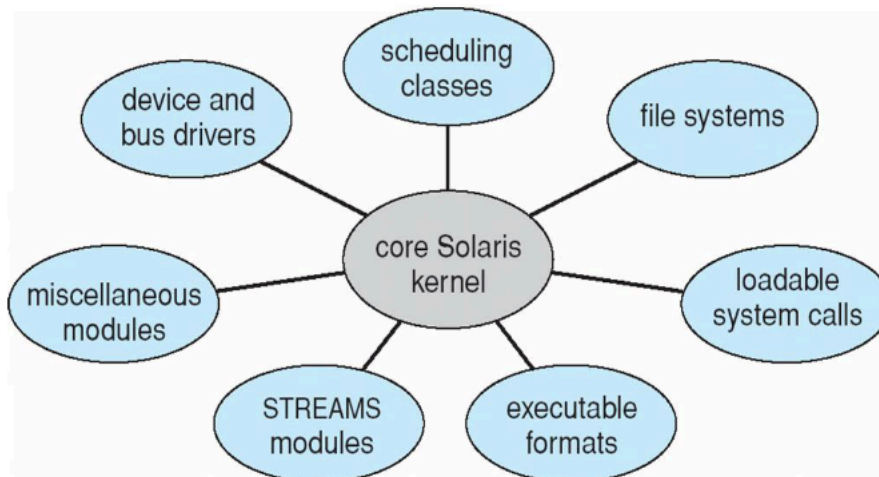 scheduling
classes
device and
bus drivers
file systems
core Solaris
kernel
miscellaneous
modules
loadable
system calls
STREAMS
modules
executable
formats